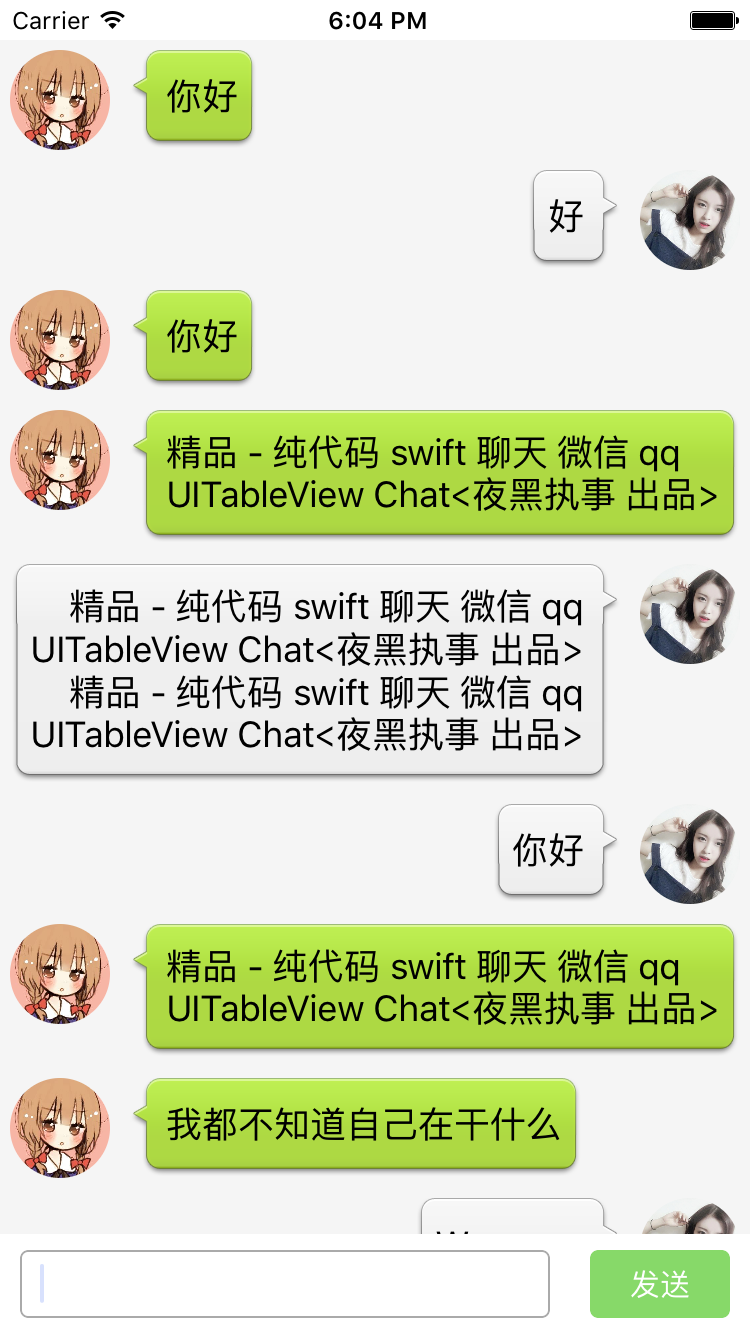 Carrier 6:04 PM
你好
好
你好
精品 - 纯代码 swift 聊天 微信 qq
UITableView Chat<夜黑执事 出品>
精品 - 纯代码 swift 聊天 微信 qq
UITableView Chat<夜黑执事 出品>
精品 - 纯代码 swift 聊天 微信 qq
UITableView Chat<夜黑执事 出品>
你好
精品 - 纯代码 swift 聊天 微信 qq
UITableView Chat<夜黑执事 出品>
我都不知道自己在干什么
发送